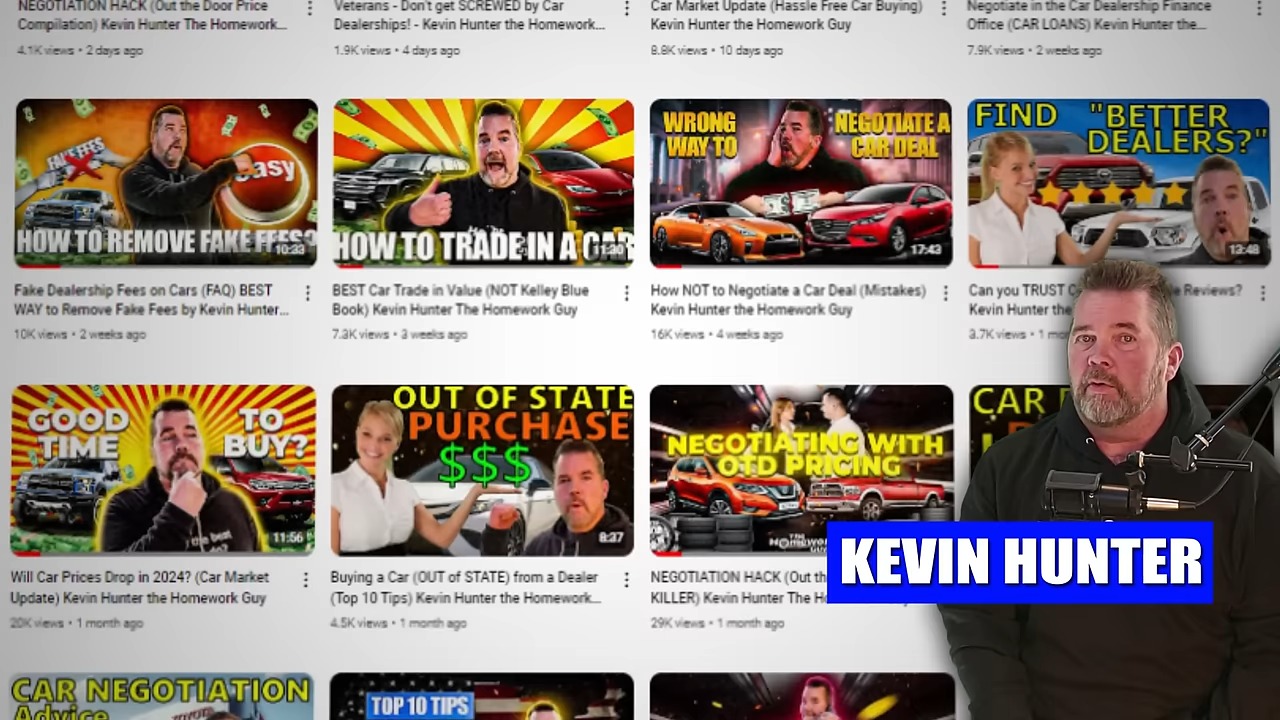 NEGOTIATION HACK (Out the Door Price
Compilation) Kevin Hunter The Homework...
4.1K views • 2 days ago
Veterans - Don't get SCREWED by Car
Dealerships! - Kevin Hunter the Homework...
1.9K views • 4 days ago
Car Market Update (Hassle Free Car Buying)
Kevin Hunter the Homework Guy
8.8K views • 10 days ago
Negotiate in the Car Dealership Finance
Office (CAR LOANS) Kevin Hunter the...
7.9K views • 2 weeks ago
FAKE FEES
easy
HOW TO REMOVE FAKE FEES?
10:33
HOW TO TRADE IN A CAR
11:30
WRONG
WAY TO
NEGOTIATE A
CAR DEAL
17:43
FIND
"BETTER
DEALERS?"
13:48
Fake Dealership Fees on Cars (FAQ) BEST
WAY to Remove Fake Fees by Kevin Hunter...
10K views • 2 weeks ago
BEST Car Trade in Value (NOT Kelley Blue
Book) Kevin Hunter The Homework Guy
7.3K views • 3 weeks ago
How NOT to Negotiate a Car Deal (Mistakes)
Kevin Hunter the Homework Guy
16K views • 4 weeks ago
Can you TRUST
Reviews?
Kevin Hunter the
3.7K views • 1
GOOD
TIME
TO
BUY?
the best
11:56
OUT OF STATE
PURCHASE
$$$
8:37
NEGOTIATING WITH
OTD PRICING
THE
HOMEWORK
GUY
CAR
Will Car Prices Drop in 2024? (Car Market
Update) Kevin Hunter the Homework Guy
20K views • 1 month ago
Buying a Car (OUT of STATE) from a Dealer
(Top 10 Tips) Kevin Hunter the Homework...
4.5K views • 1 month ago
NEGOTIATION HACK (Out
KILLER) Kevin Hunter The
29K views • 1 month ago
KEVIN HUNTER
CAR NEGOTIATION
Advice
TOP 10 TIPS